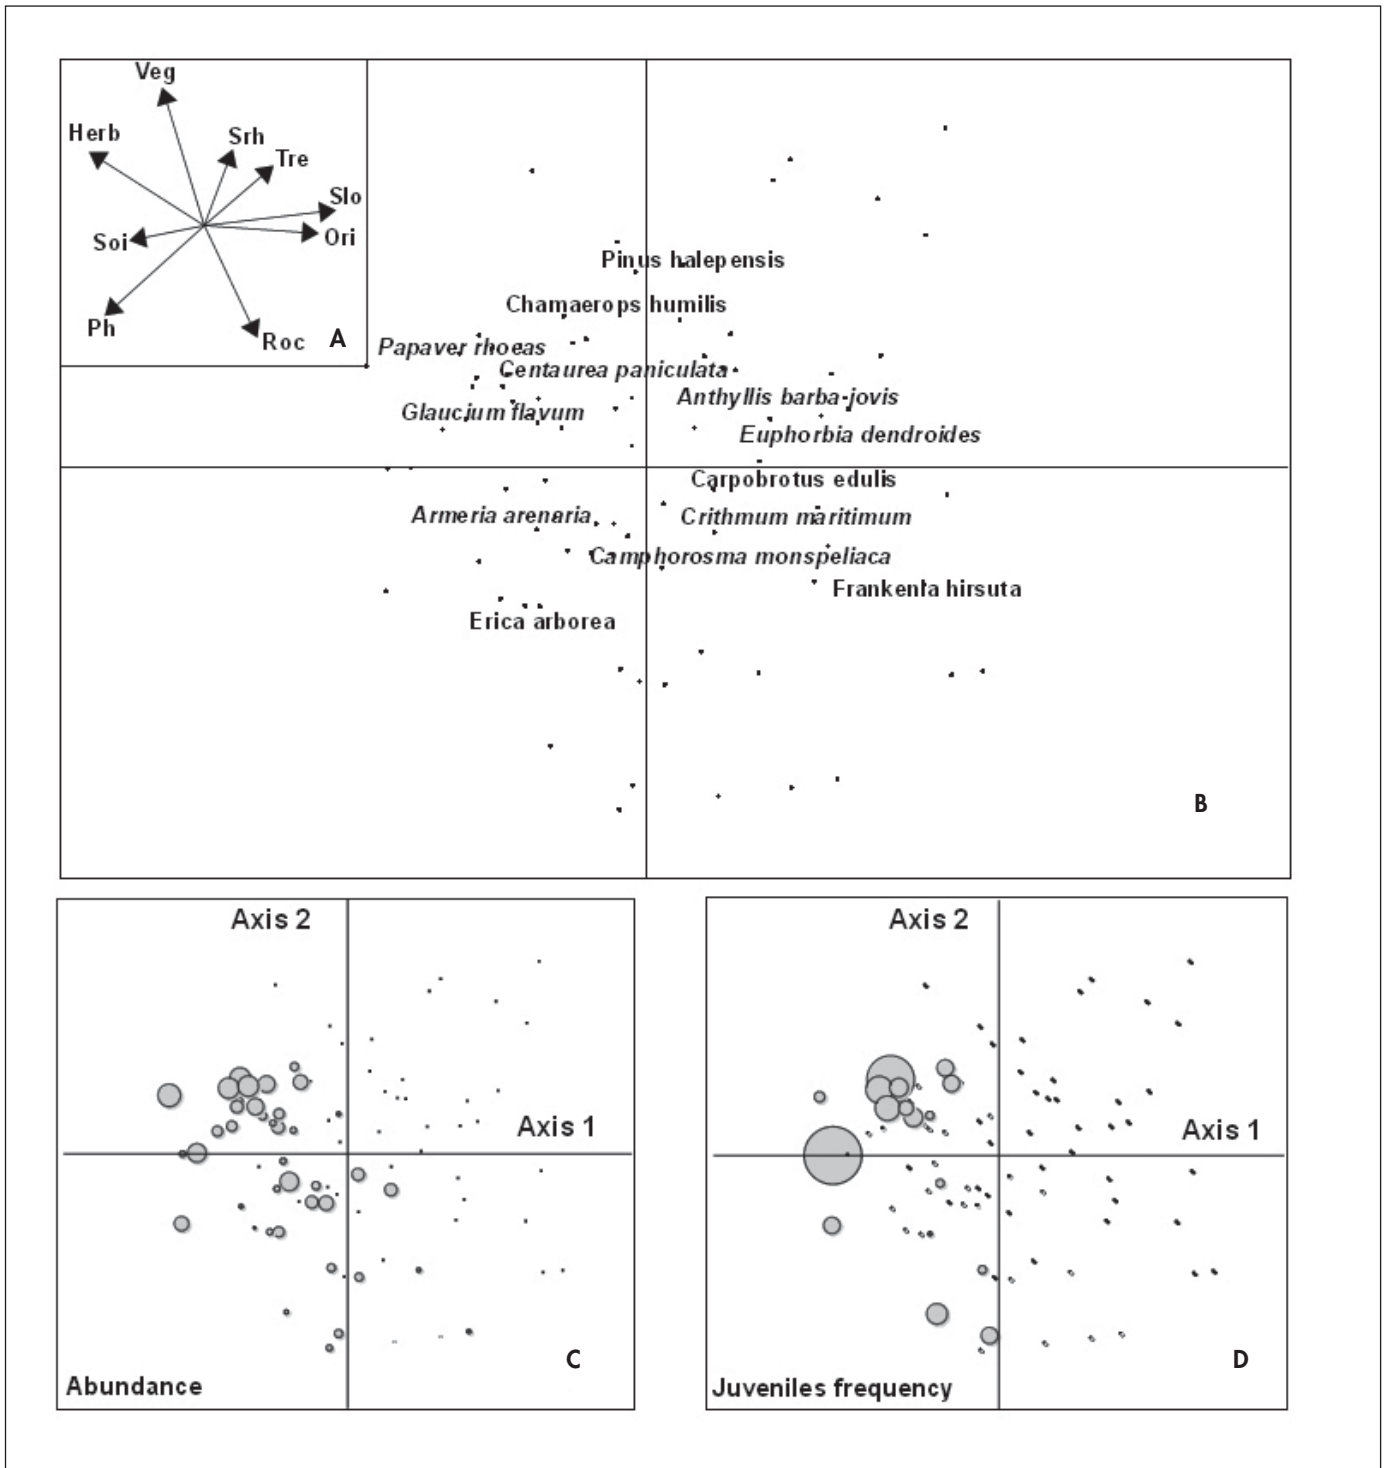 Veg
Herb
Srh
Tre
Slo
Soi
Ori
Ph
Roc
A
Pinus halepensis
Chamaerops humilis
Papaver rhoeas
Centaurea paniculata
Anthyllis barba-jovis
Glaucium flavum
Euphorbia dendroides
Carpobrotus edulis
Armeria arenaria
Crithmum maritimum
Camphorosma monspeliaca
Frankenia hirsuta
Erica arborea
B
Axis 2
Axis 1
C
Abundance
Axis 2
Axis 1
D
Juveniles frequency